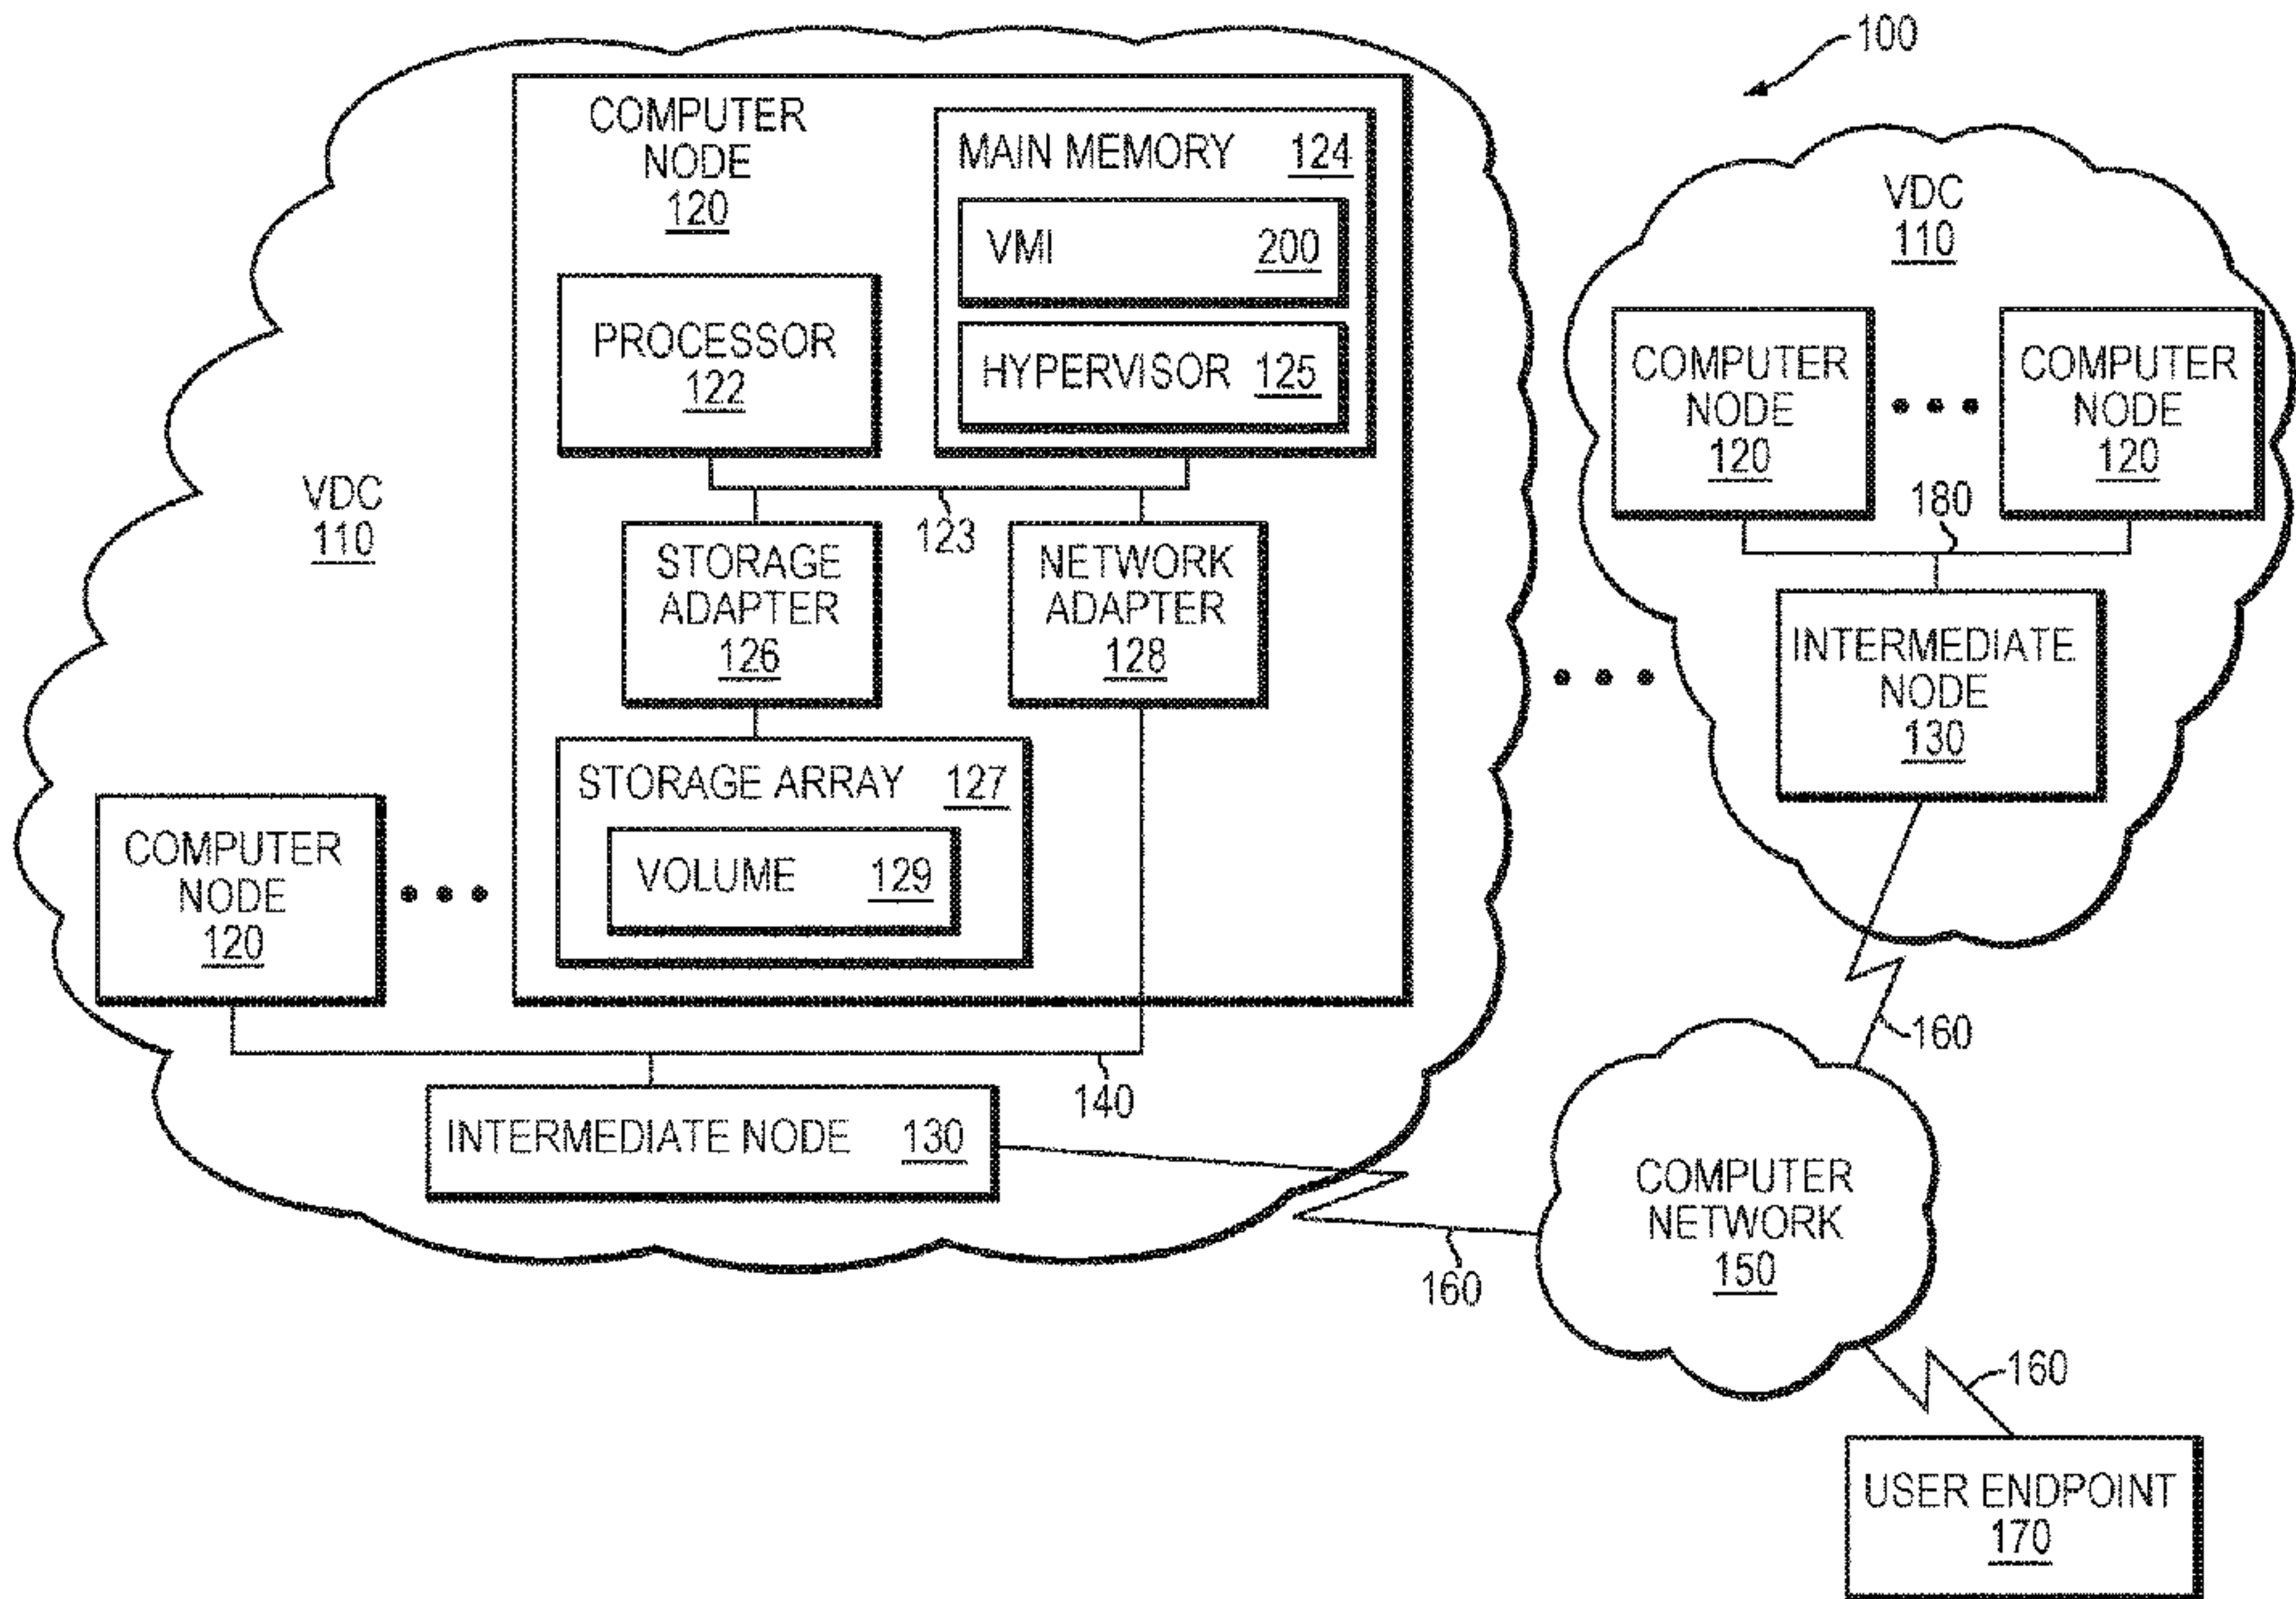 100
COMPUTER
NODE
120
MAIN MEMORY 124
VMI 200
HYPERVISOR 125
PROCESSOR
122
VDC
110
123
STORAGE
ADAPTER
126
NETWORK
ADAPTER
128
STORAGE ARRAY 127
VOLUME 129
COMPUTER
NODE
120
140
INTERMEDIATE NODE 130
VDC
110
COMPUTER
NODE
120
COMPUTER
NODE
120
180
INTERMEDIATE
NODE
130
160
160
COMPUTER
NETWORK
150
160
USER ENDPOINT
170